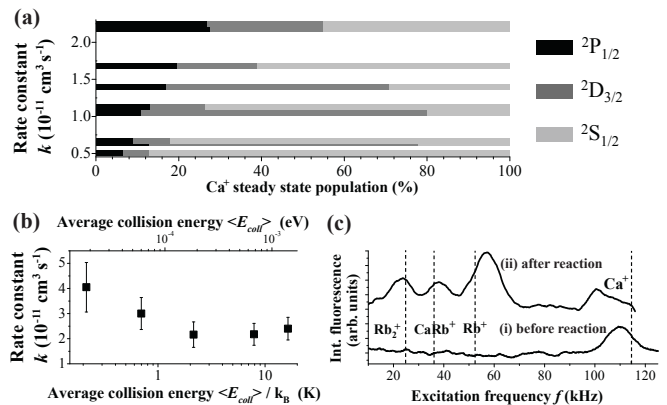 (a)
Rate constant
k (10⁻¹¹ cm³ s⁻¹)
2.0
1.5
1.0
0.5
0 20 40 60 80 100
Ca⁺ steady state population (%)
²P₁/₂
²D₃/₂
²S₁/₂
(b)
Average collision energy <E_coll> (eV)
10⁻⁴ 10⁻³
Rate constant
k (10⁻¹¹ cm³ s⁻¹)
5
4
3
2
1
1 10
Average collision energy <E_coll> / k_B (K)
(c)
Int. fluorescence
(arb. units)
(ii) after reaction
Ca⁺
Rb₂⁺ CaRb⁺ Rb⁺ (i) before reaction
20 40 60 80 100 120
Excitation frequency f (kHz)